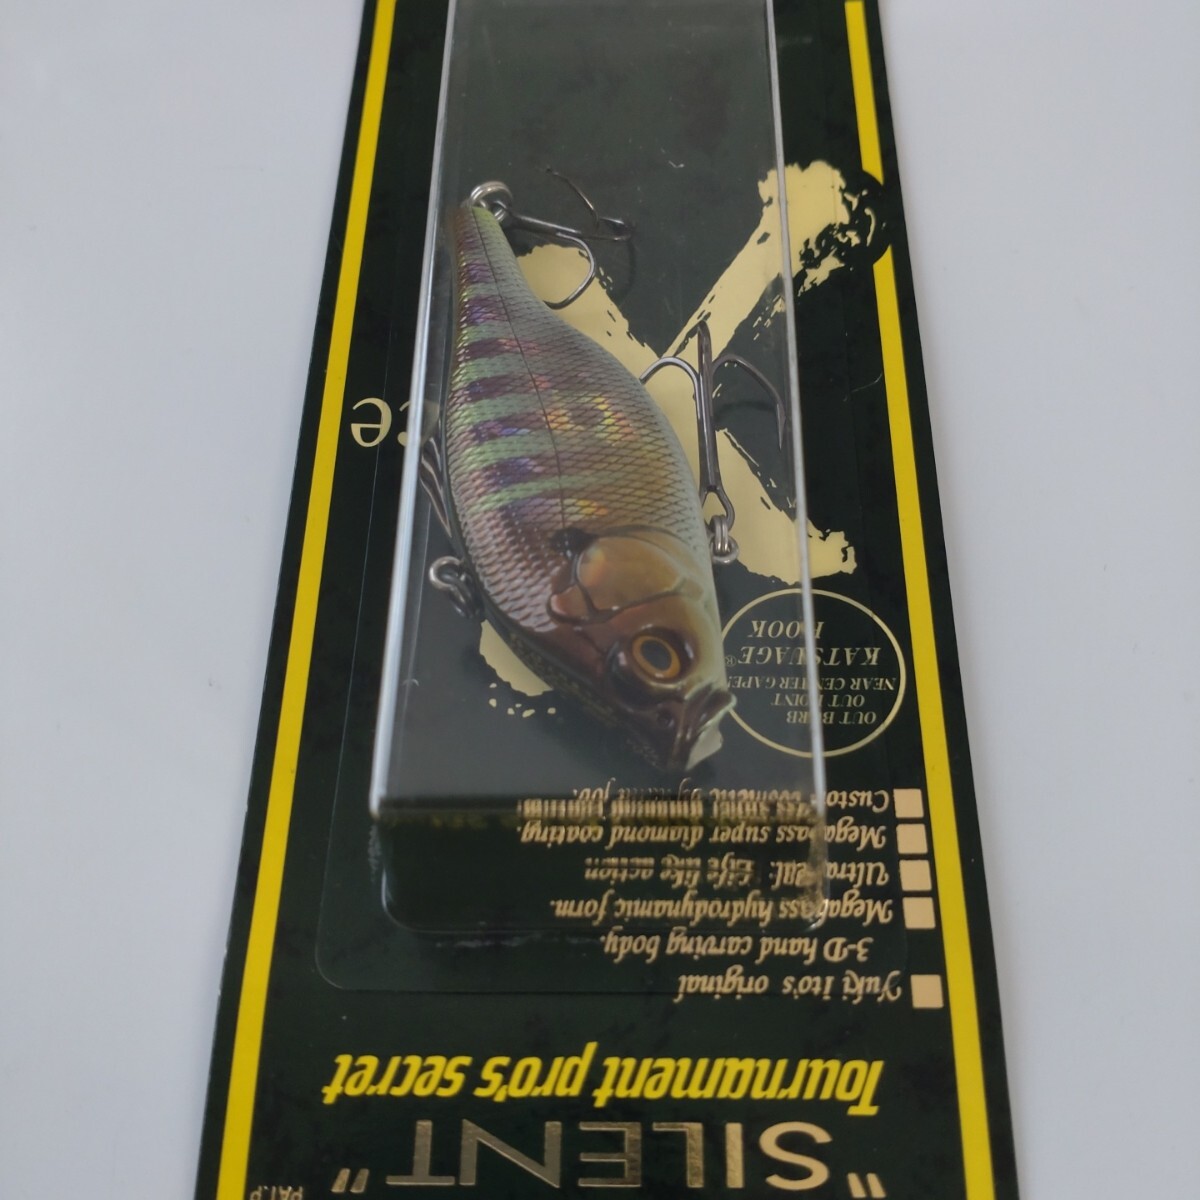 PAT.P
"SILENT"
Tournament pro's secret
Yuki Ito's original
3-D hand carving body.
Megabass hydrodynamic form.
Ultra real. Life like action
Megabass super diamond coating.
OUT BARB
OUT POINT
NEAR CENTER GAPE
KATSUAGE®
HOOK